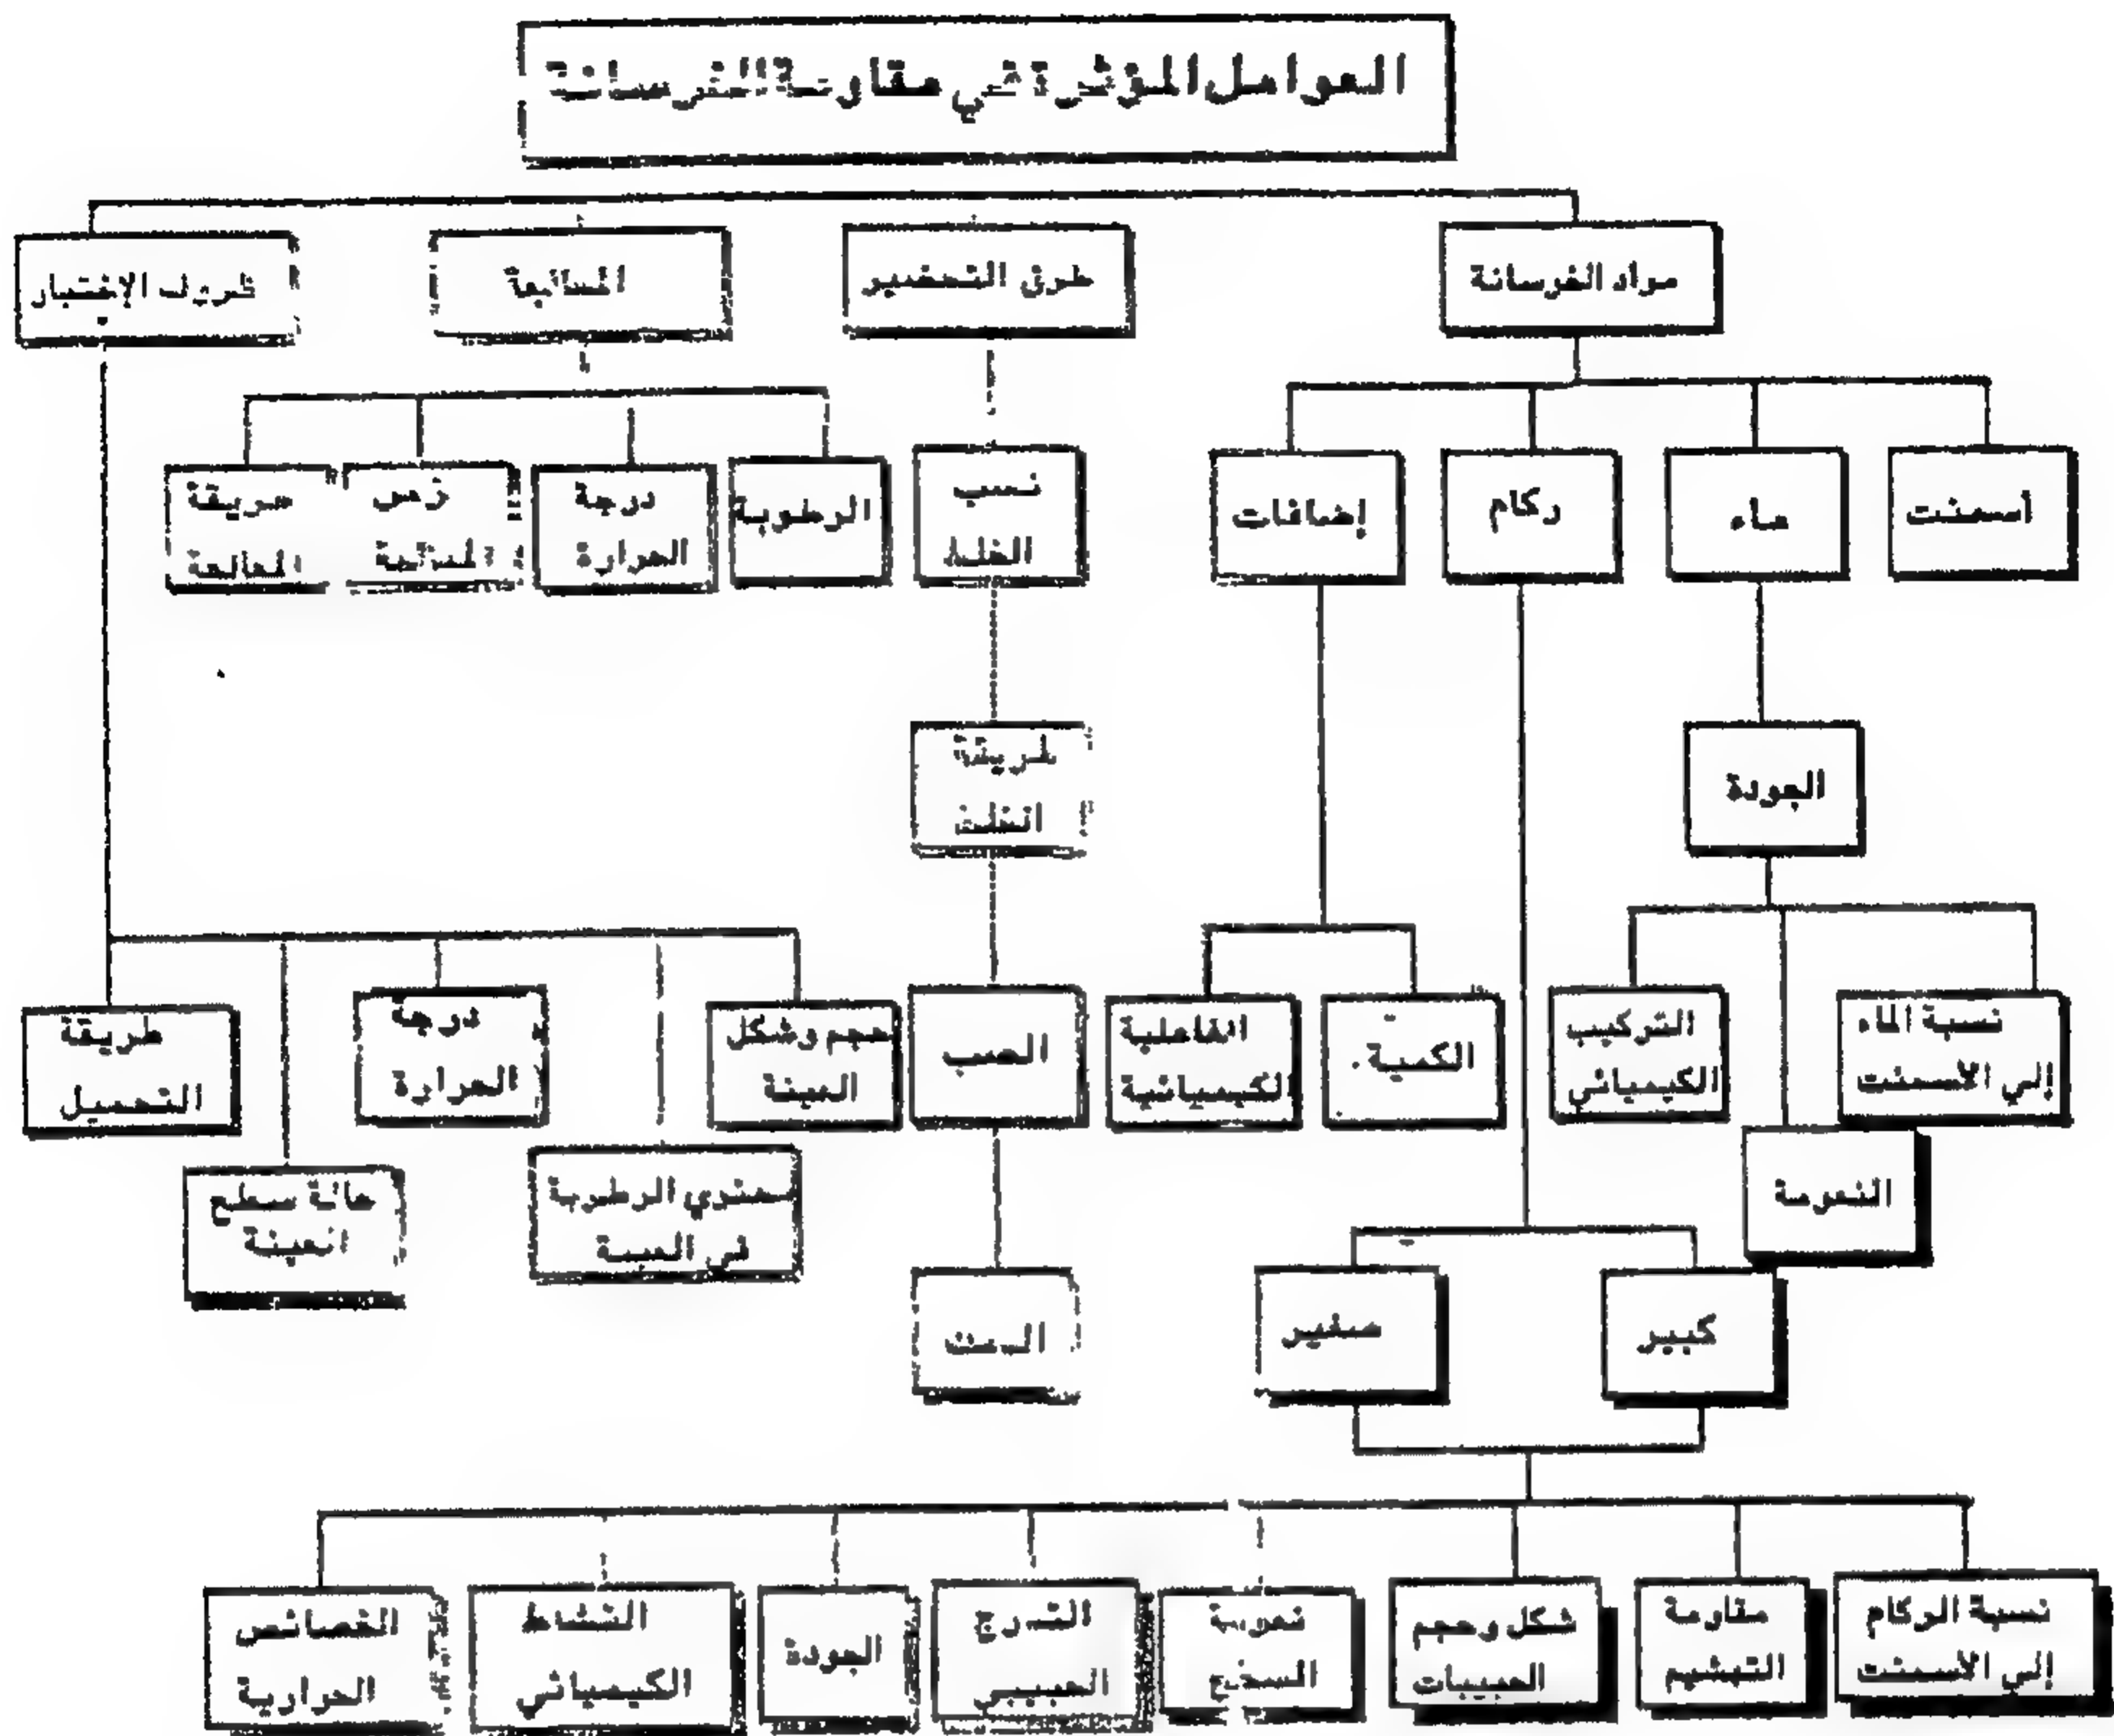 العوامل المؤثرة في مقاومة الخرسانة
مواد الخرسانة
طرق التحضير
المعالجة
ظروف الإختبار
أسمنت
ماء
ركام
إضافات
نسب
الخلط
الرطوبة
درجة
الحرارة
زمن
المعالجة
طريقة
المعالجة
الجودة
طريقة
الخلط
نسبة الماء
إلي الأسمنت
التركيب
الكيميائي
الكمية.
الفاعلية
الكيميائية
الصب
حجم وشكل
العينة
درجة
الحرارة
طريقة
التحميل
النعومة
محتوي الرطوبة
في العينة
حالة سطح
العينة
كبير
صغير
الدمك
نسبة الركام
إلي الأسمنت
مقاومة
التهشيم
شكل وحجم
الحبيبات
نعومة
السطح
التدرج
الحبيبي
الجودة
النشاط
الكيميائي
الخصائص
الحرارية